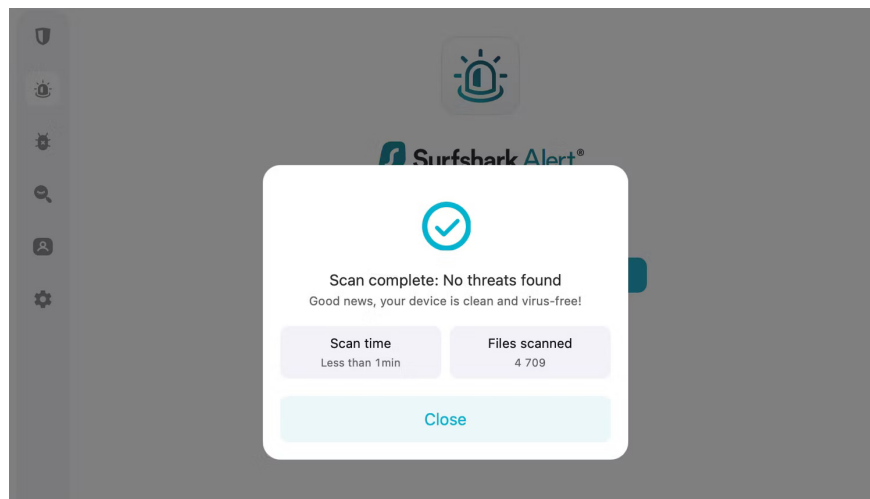 Surfshark Alert®
Scan complete: No threats found
Good news, your device is clean and virus-free!
Scan time
Less than 1min
Files scanned
4 709
Close